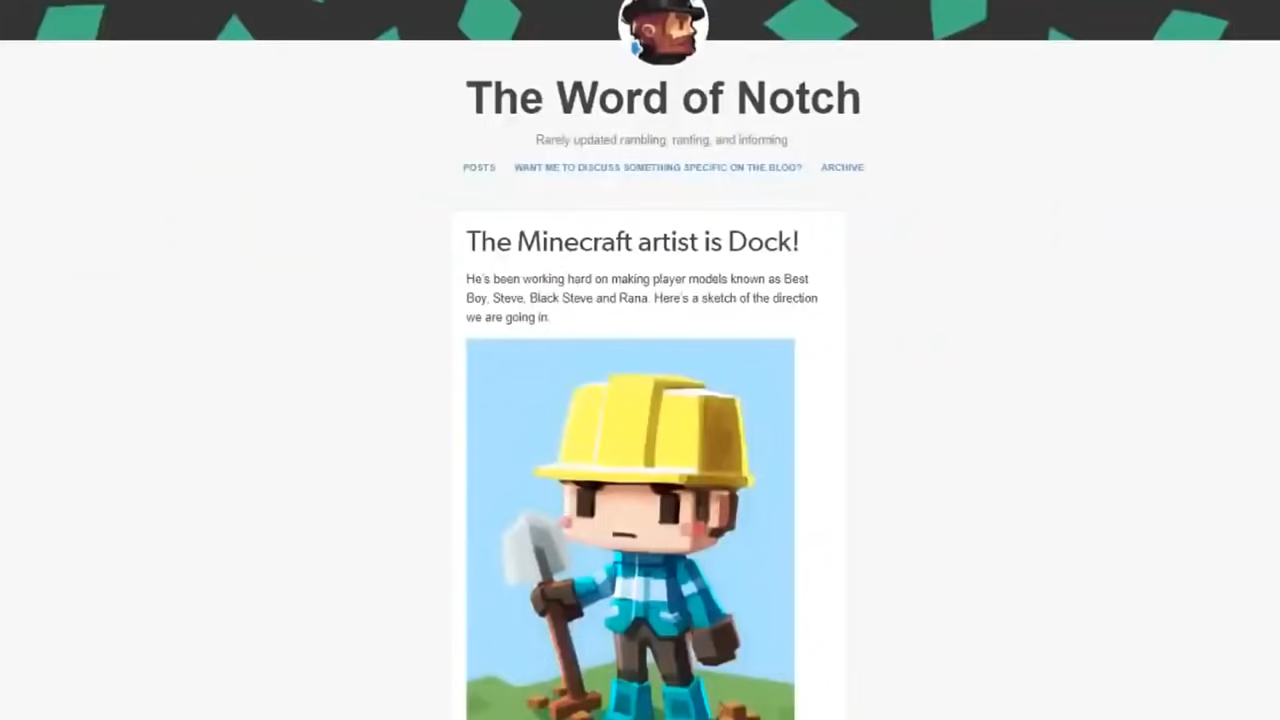 The Word of Notch
Rarely updated rambling, ranting, and informing
POSTS WANT ME TO DISCUSS SOMETHING SPECIFIC ON THE BLOG? ARCHIVE
The Minecraft artist is Dock!
He's been working hard on making player models known as Best
Boy, Steve, Black Steve and Rana. Here's a sketch of the direction
we are going in.